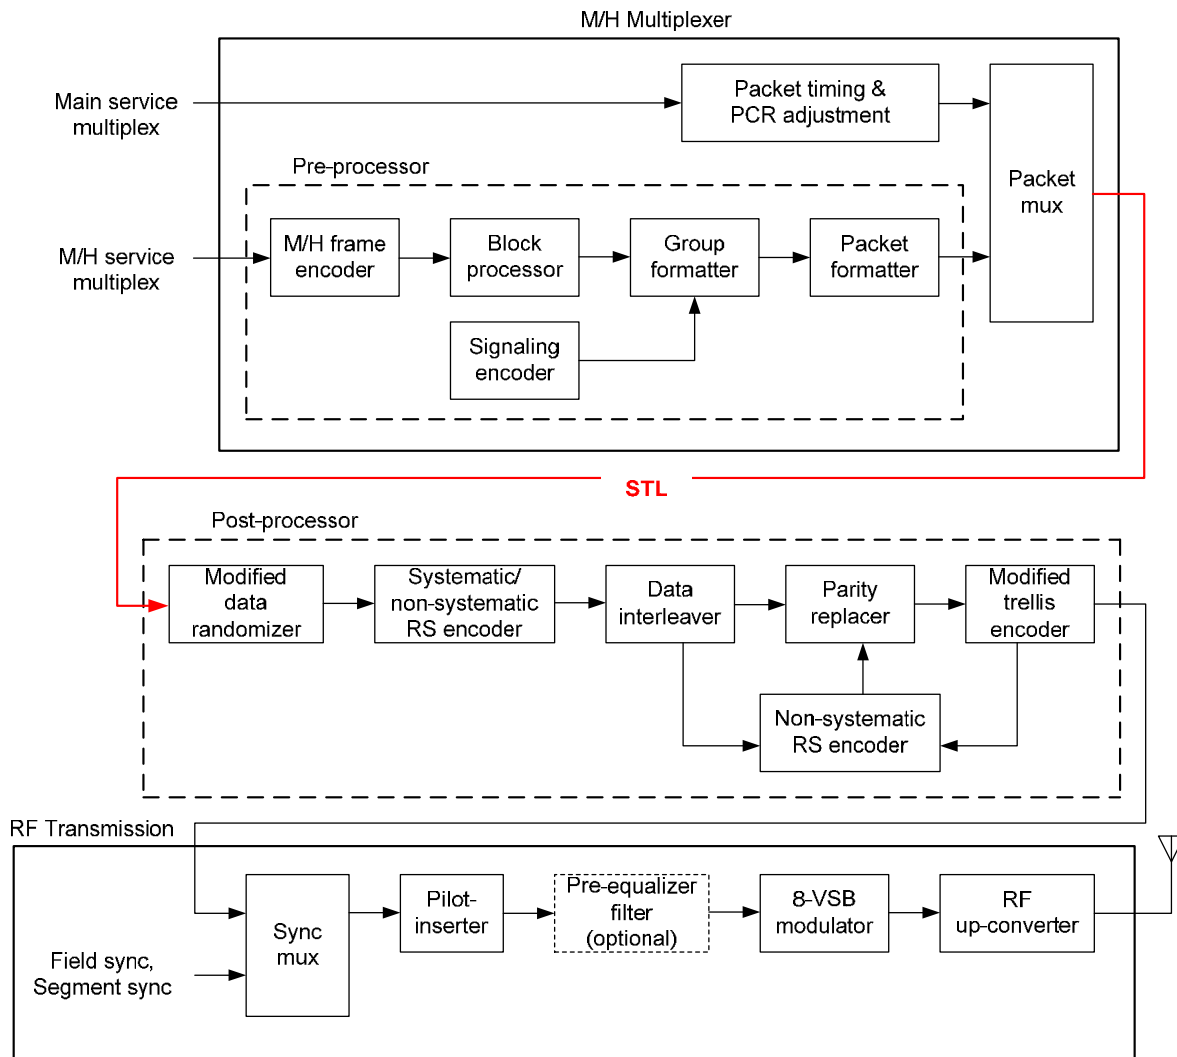 M/H Multiplexer
Main service
multiplex
Packet timing &
PCR adjustment
Packet
mux
Pre-processor
M/H service
multiplex
M/H frame
encoder
Block
processor
Group
formatter
Packet
formatter
Signaling
encoder
STL
Post-processor
Modified
data
randomizer
Systematic/
non-systematic
RS encoder
Data
interleaver
Parity
replacer
Modified
trellis
encoder
Non-systematic
RS encoder
RF Transmission
Field sync,
Segment sync
Sync
mux
Pilot-
inserter
Pre-equalizer
filter
(optional)
8-VSB
modulator
RF
up-converter